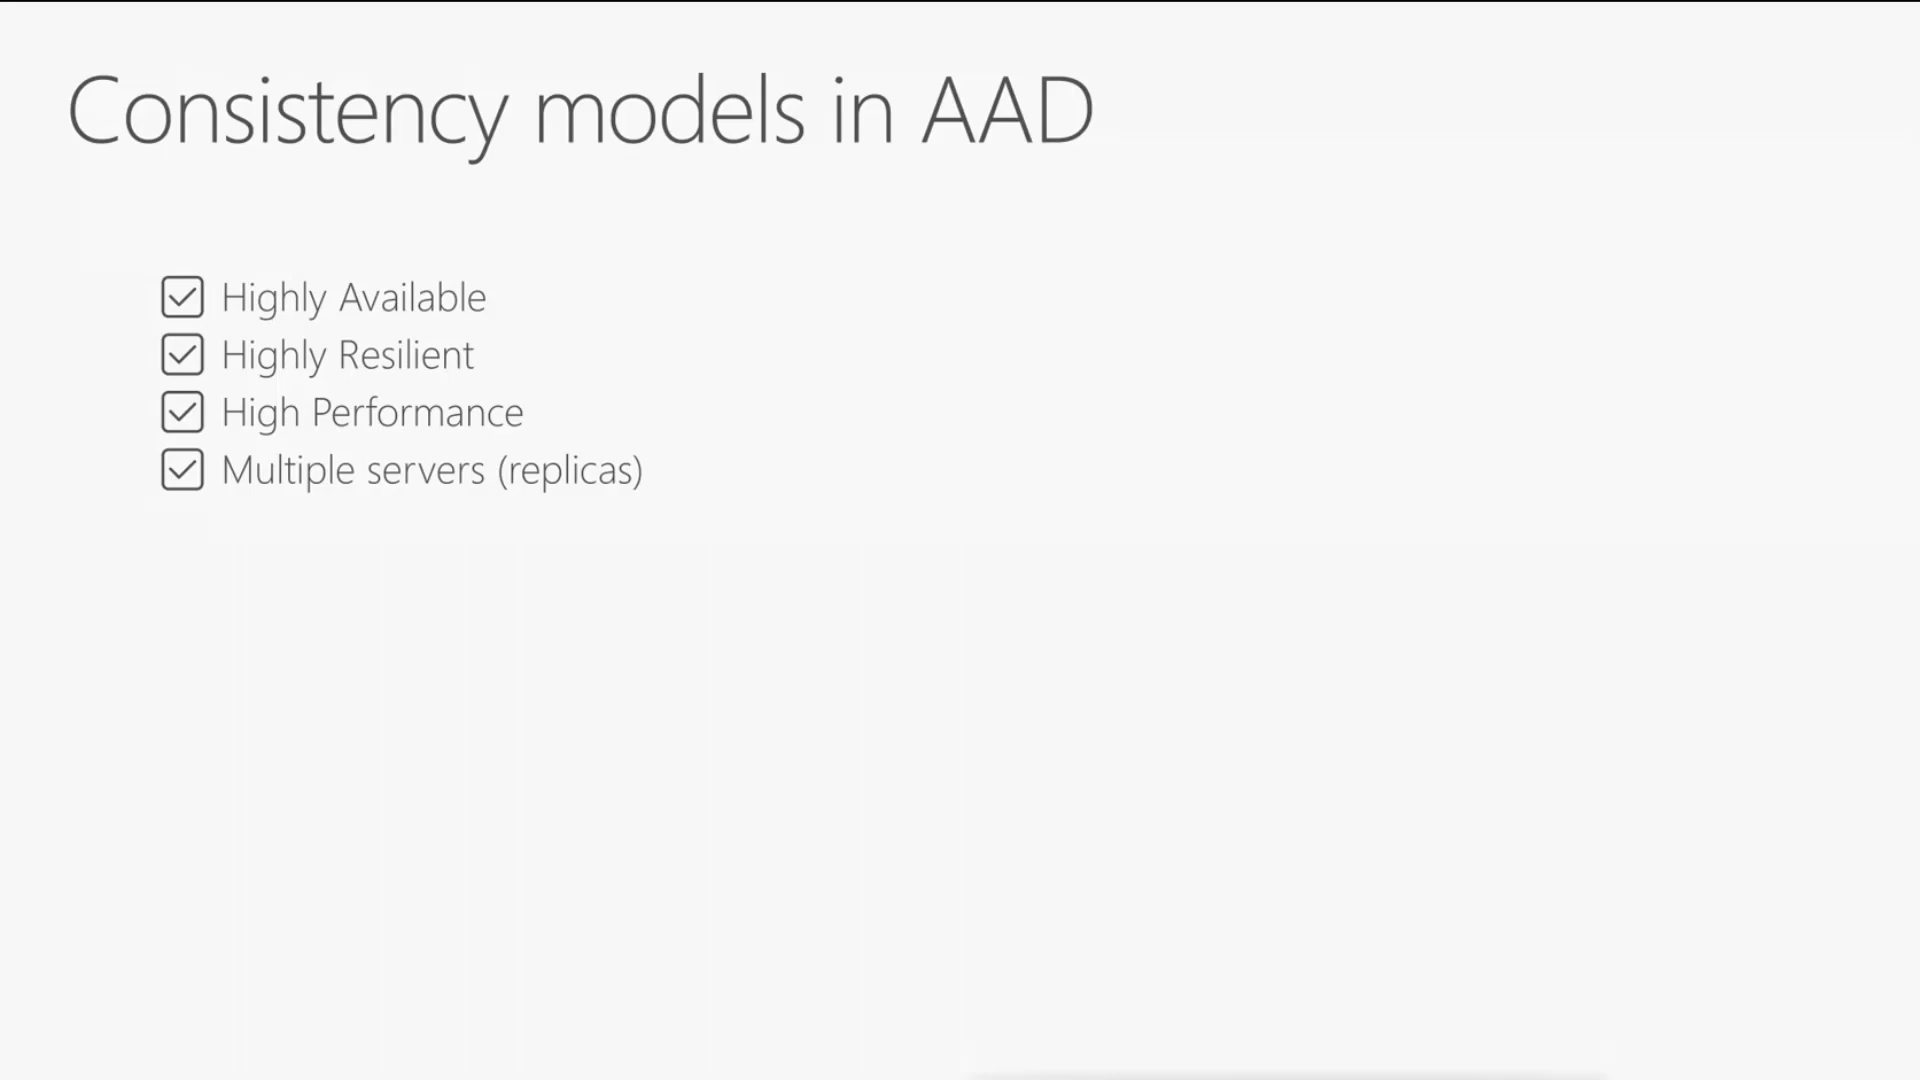 Consistency models in AAD
Highly Available
Highly Resilient
High Performance
Multiple servers (replicas)